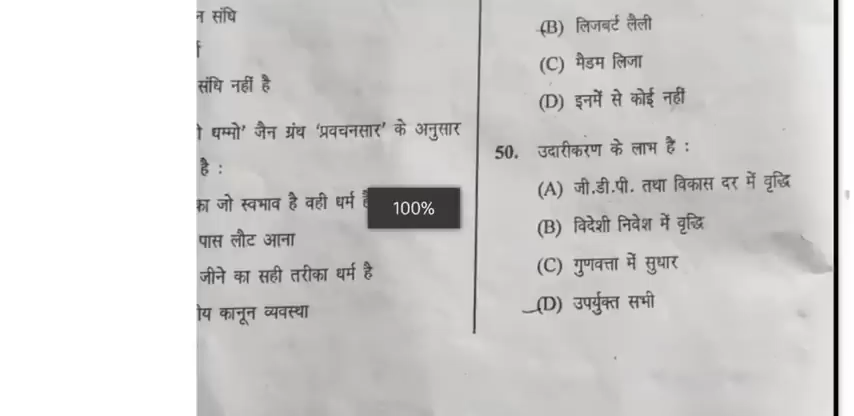 न संधि
संधि नहीं है
धम्मो' जैन ग्रंथ 'प्रवचनसार' के अनुसार
है :
का जो स्वभाव है वही धर्म
पास लौट आना
जीने का सही तरीका धर्म है
कानून व्यवस्था
(B) लिजबर्ट लैली
(C) मैडम लिजा
(D) इनमें से कोई नहीं
50. उदारीकरण के लाभ है :
(A) जी.डी.पी. तथा विकास दर में वृद्धि
(B) विदेशी निवेश में वृद्धि
(C) गुणवत्ता में सुधार
(D) उपर्युक्त सभी
100%